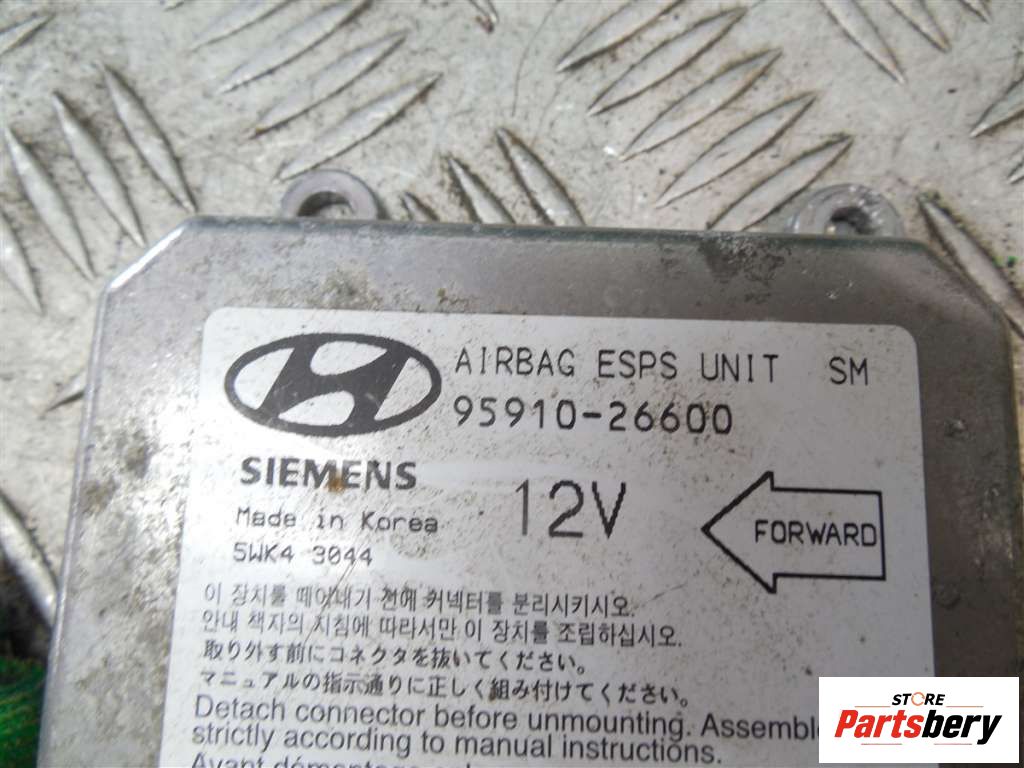 AIRBAG ESPS UNIT SM
95910-26600
SIEMENS
12V
Made in Korea
FORWARD
5WK4 3044
이 장치를 떼어내기 전에 커넥터를 분리시키시오.
안내 책자의 지침에 따라서만 이 장치를 조립하십시오.
取り外す前にコネクタを抜いてください。
マニュアルの指示通りに正しく組み付けてください。
Detach connector before unmounting. Assemble
strictly according to manual instructions.
Avant démontage
STORE
Partsbery